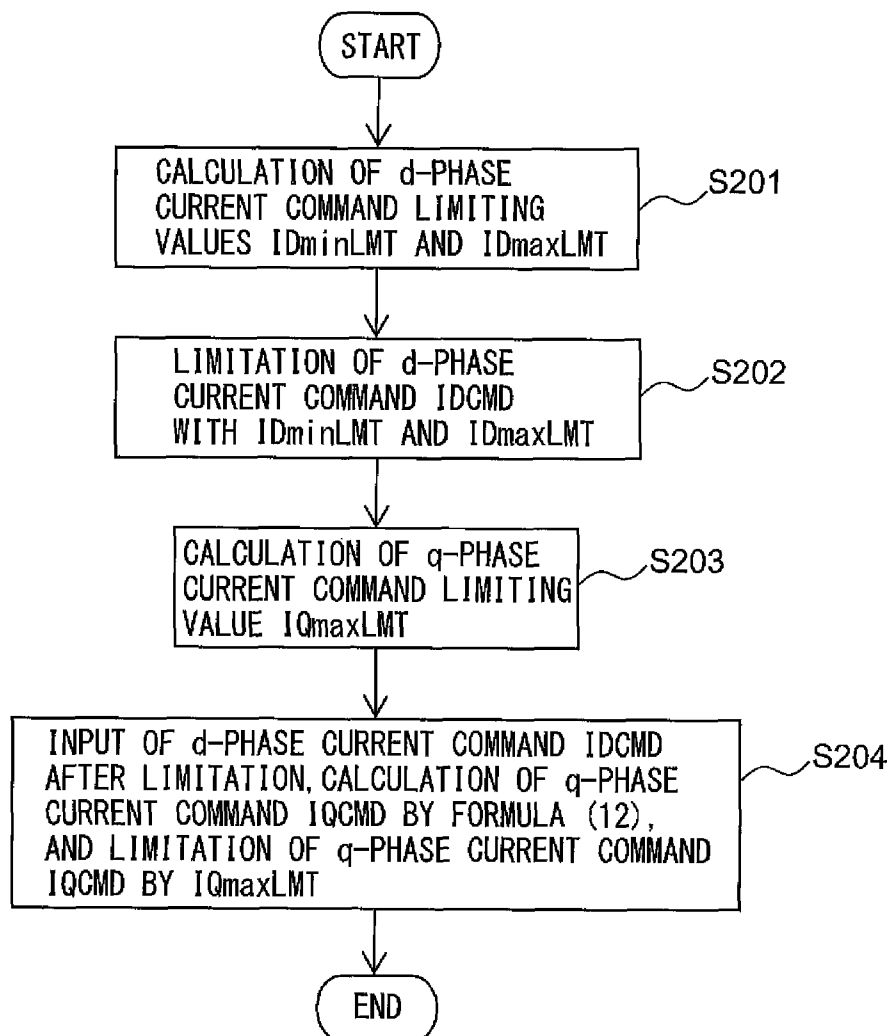 START
CALCULATION OF d-PHASE
CURRENT COMMAND LIMITING
VALUES IDminLMT AND IDmaxLMT
S201
LIMITATION OF d-PHASE
CURRENT COMMAND IDCMD
WITH IDminLMT AND IDmaxLMT
S202
CALCULATION OF q-PHASE
CURRENT COMMAND LIMITING
VALUE IQmaxLMT
S203
INPUT OF d-PHASE CURRENT COMMAND IDCMD
AFTER LIMITATION, CALCULATION OF q-PHASE
CURRENT COMMAND IQCMD BY FORMULA (12),
AND LIMITATION OF q-PHASE CURRENT COMMAND
IQCMD BY IQmaxLMT
S204
END